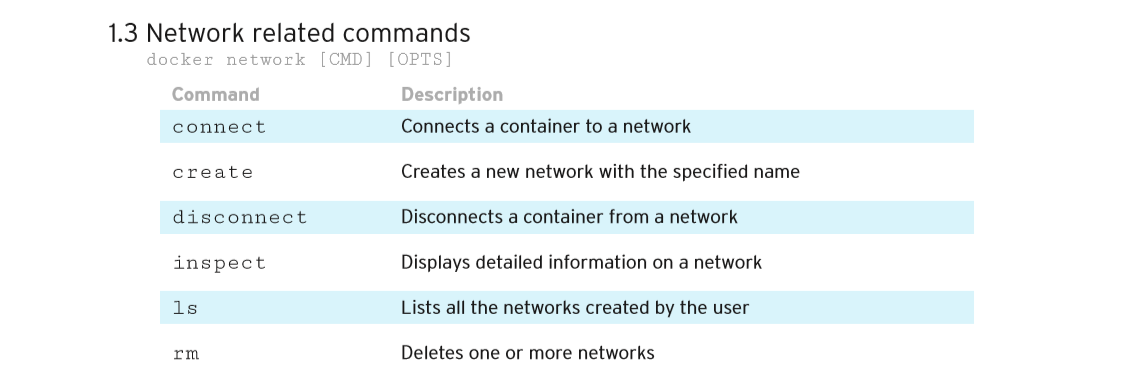 1.3 Network related commands
docker network [CMD] [OPTS]
Command Description
connect Connects a container to a network
create Creates a new network with the specified name
disconnect Disconnects a container from a network
inspect Displays detailed information on a network
ls Lists all the networks created by the user
rm Deletes one or more networks